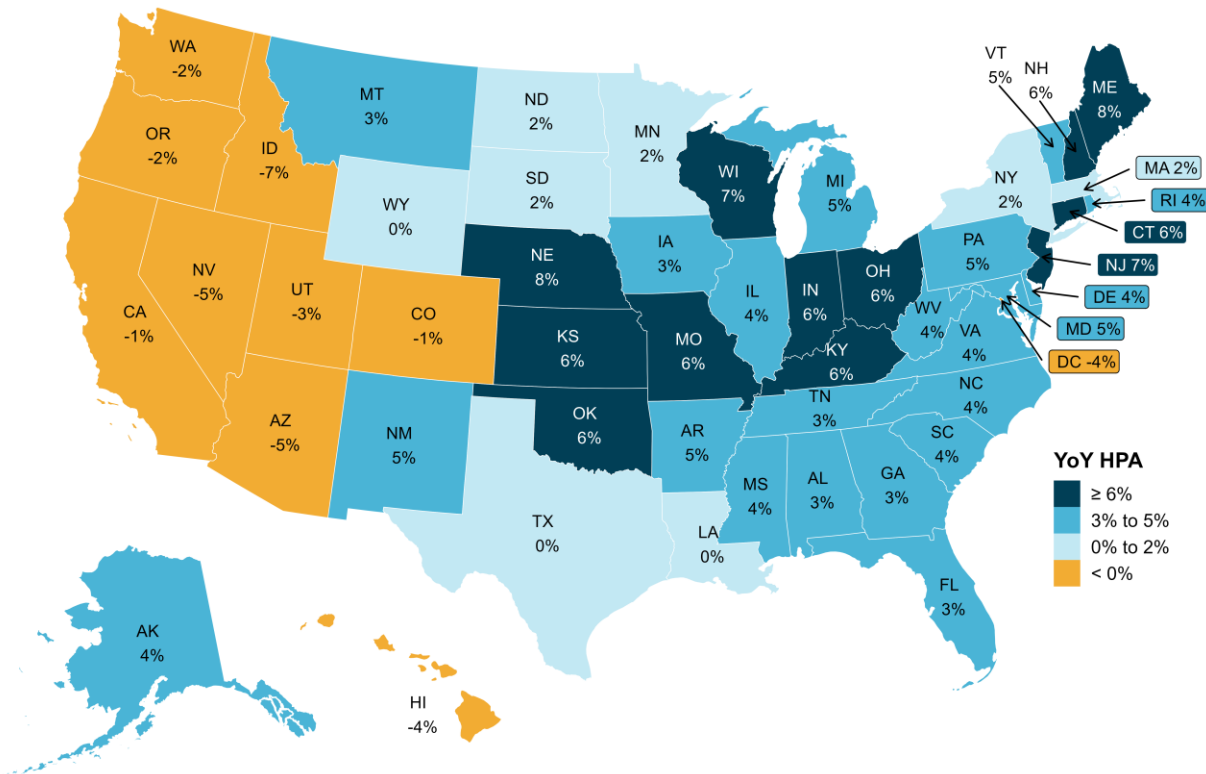 WA
-2%
OR
-2%
ID
-7%
MT
3%
ND
2%
MN
2%
SD
2%
WY
0%
WI
7%
MI
5%
VT
5%
NH
6%
ME
8%
NY
2%
MA 2%
RI 4%
CT 6%
NJ 7%
DE 4%
MD 5%
DC -4%
PA
5%
CA
-1%
NV
-5%
UT
-3%
CO
-1%
NE
8%
IA
3%
IL
4%
IN
6%
OH
6%
WV
4%
VA
4%
KS
6%
MO
6%
KY
6%
NC
4%
TN
3%
SC
4%
AZ
-5%
NM
5%
OK
6%
AR
5%
MS
4%
AL
3%
GA
3%
TX
0%
LA
0%
FL
3%
AK
4%
HI
-4%
YoY HPA
≥ 6%
3% to 5%
0% to 2%
< 0%